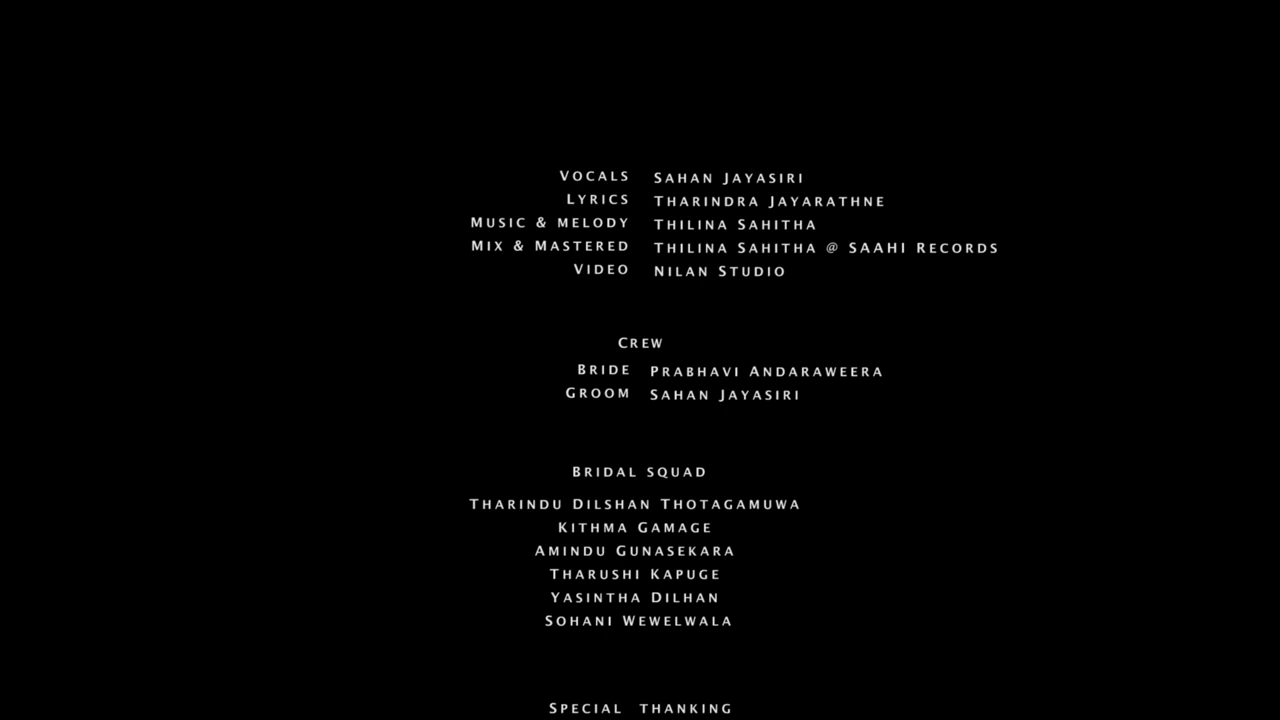 Vocals Sahan Jayasiri
Lyrics Tharindra Jayarathne
Music & melody Thilina Sahitha
Mix & Mastered Thilina Sahitha @ SAAHI Records
Video Nilan Studio
Crew
Bride Prabhavi Andaraweera
Groom Sahan Jayasiri
Bridal squad
Tharindu Dilshan Thotagamuwa
Kithma Gamage
Amindu Gunasekara
Tharushi Kapuge
Yasintha Dilhan
Sohani Wewelwala
Special thanking